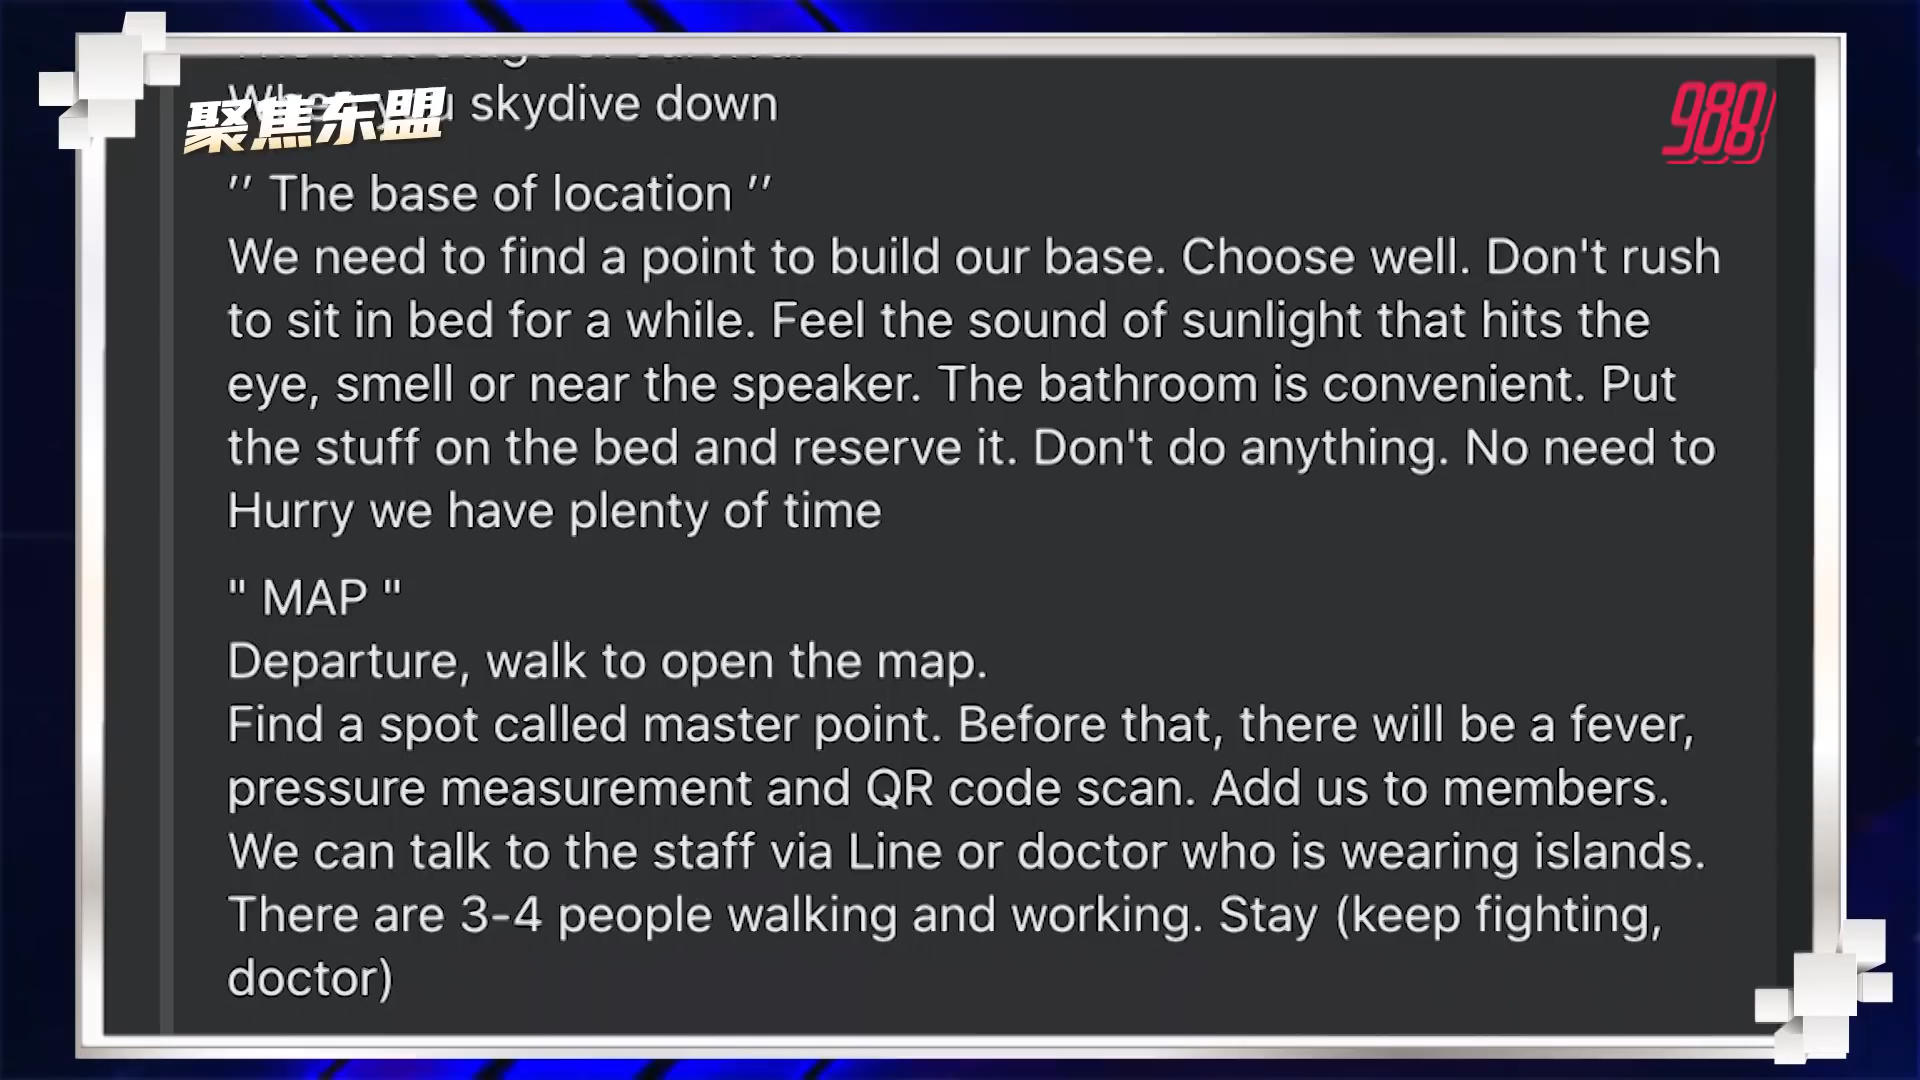 When you skydive down
聚焦东盟
988
'' The base of location ''
We need to find a point to build our base. Choose well. Don't rush
to sit in bed for a while. Feel the sound of sunlight that hits the
eye, smell or near the speaker. The bathroom is convenient. Put
the stuff on the bed and reserve it. Don't do anything. No need to
Hurry we have plenty of time
" MAP "
Departure, walk to open the map.
Find a spot called master point. Before that, there will be a fever,
pressure measurement and QR code scan. Add us to members.
We can talk to the staff via Line or doctor who is wearing islands.
There are 3-4 people walking and working. Stay (keep fighting,
doctor)